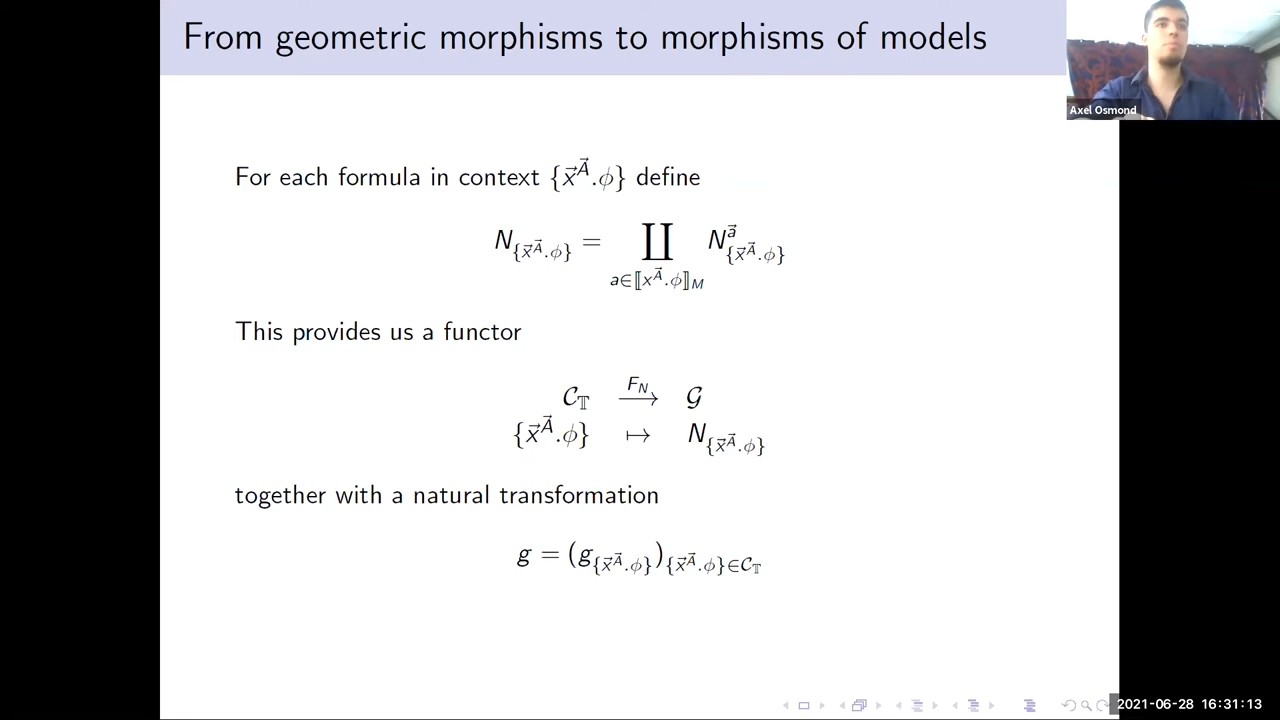 From geometric morphisms to morphisms of models
Axel Osmond
For each formula in context {x⃗^A⃗.ϕ} define
N_{x⃗^A⃗.ϕ} = ∐_{a∈⟦x^A⃗.ϕ⟧_M} N^a⃗_{x⃗^A⃗.ϕ}
This provides us a functor
𝒞_𝕋 —F_N→ 𝒢
{x⃗^A⃗.ϕ} ↦ N_{x⃗^A⃗.ϕ}
together with a natural transformation
g = (g_{x⃗^A⃗.ϕ})_{x⃗^A⃗.ϕ}∈𝒞_𝕋
2021-06-28 16:31:13